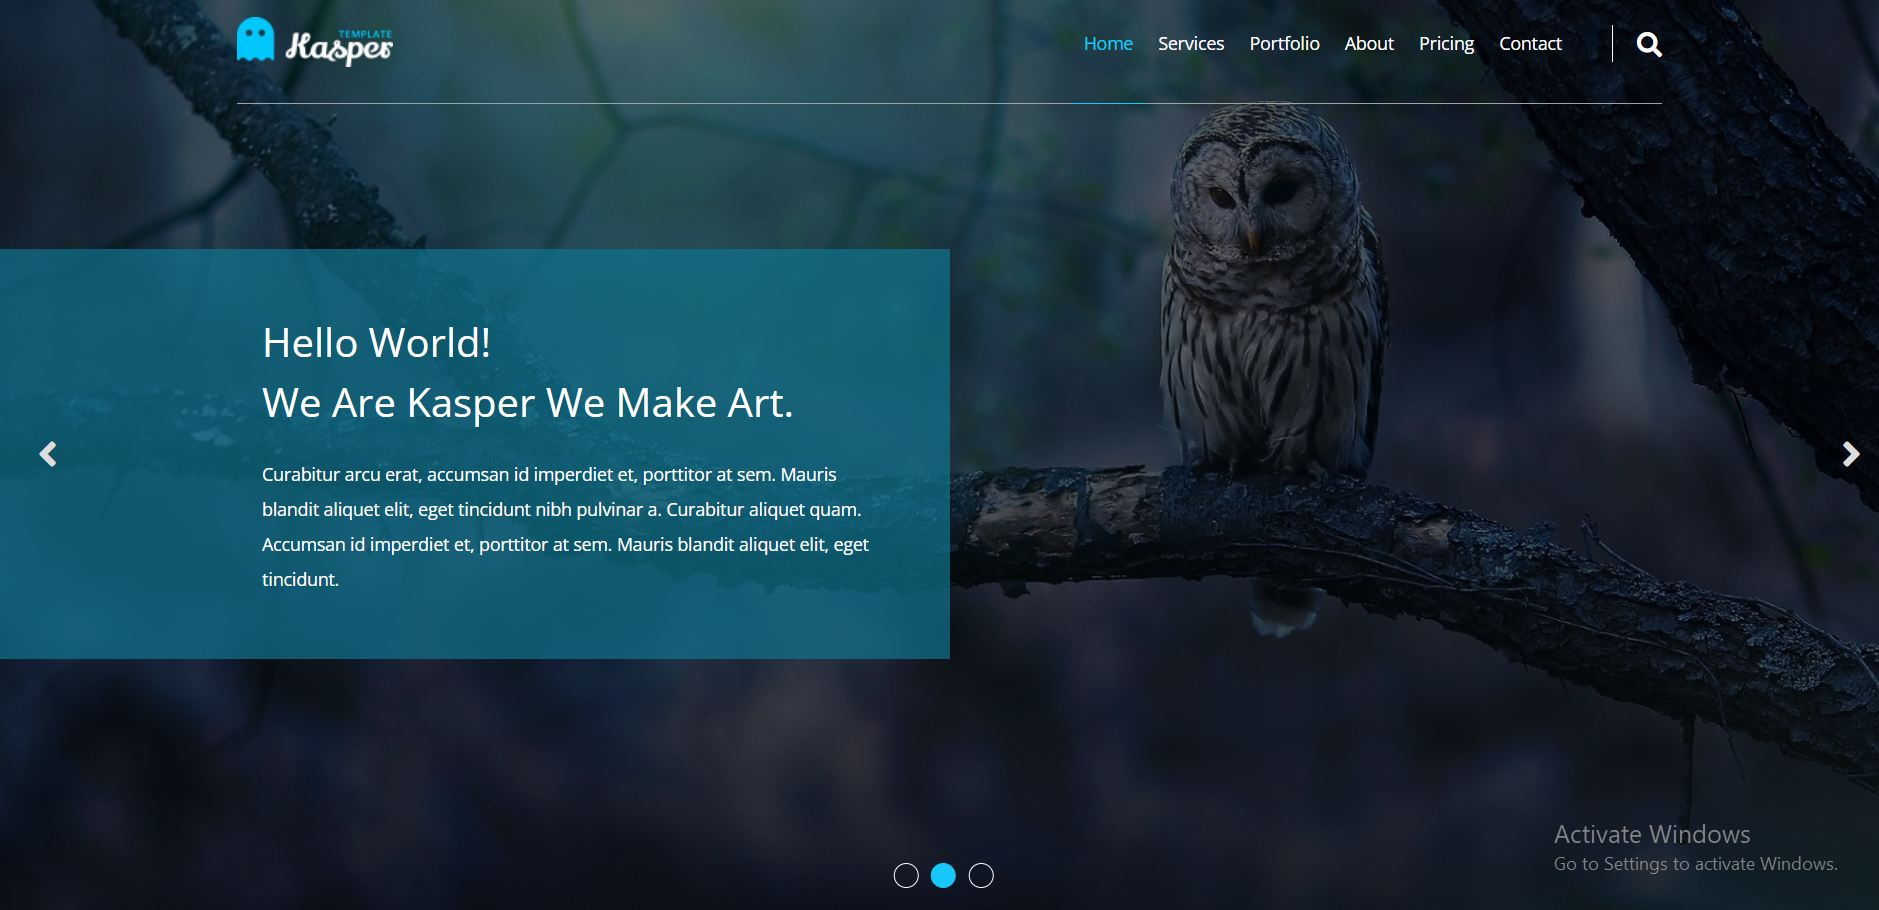 TEMPLATE
Kasper
Home Services Portfolio About Pricing Contact
Hello World!
We Are Kasper We Make Art.
Curabitur arcu erat, accumsan id imperdiet et, porttitor at sem. Mauris
blandit aliquet elit, eget tincidunt nibh pulvinar a. Curabitur aliquet quam.
Accumsan id imperdiet et, porttitor at sem. Mauris blandit aliquet elit, eget
tincidunt.
Activate Windows
Go to Settings to activate Windows.